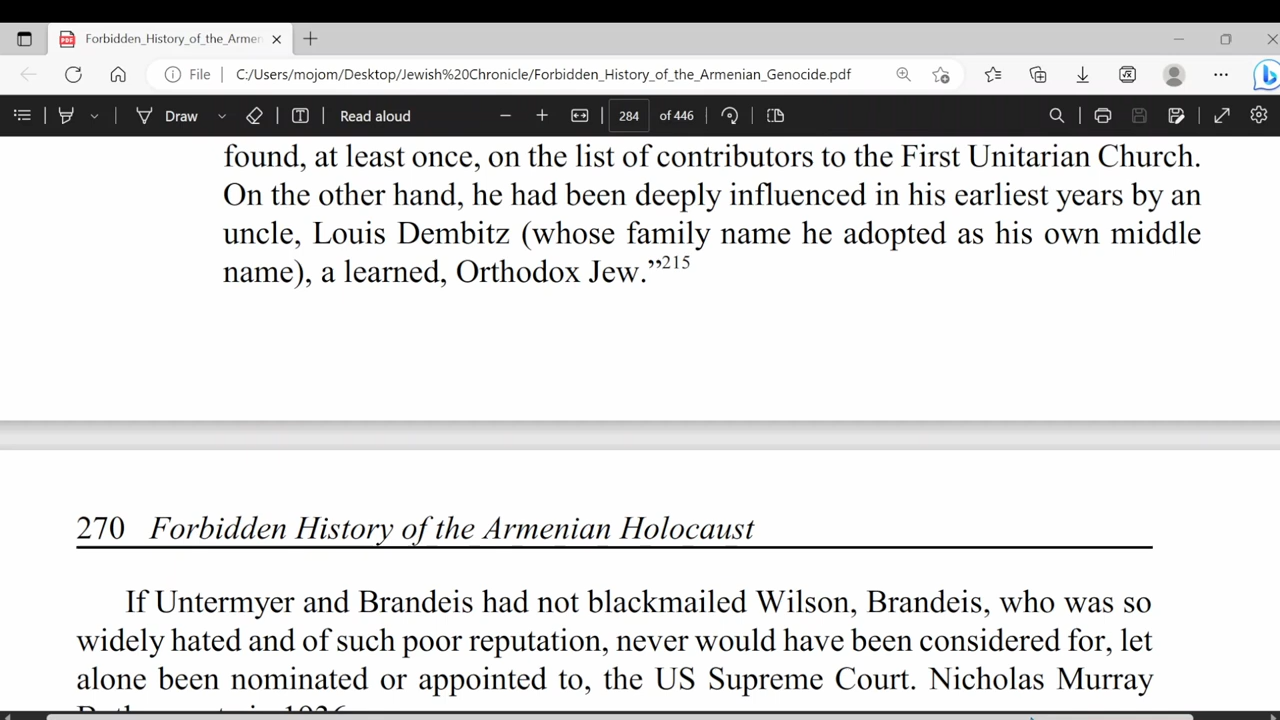 Forbidden_History_of_the_Armen
File C:/Users/mojom/Desktop/Jewish%20Chronicle/Forbidden_History_of_the_Armenian_Genocide.pdf
Draw Read aloud 284 of 446
found, at least once, on the list of contributors to the First Unitarian Church.
On the other hand, he had been deeply influenced in his earliest years by an
uncle, Louis Dembitz (whose family name he adopted as his own middle
name), a learned, Orthodox Jew.”215
270 Forbidden History of the Armenian Holocaust
If Untermyer and Brandeis had not blackmailed Wilson, Brandeis, who was so
widely hated and of such poor reputation, never would have been considered for, let
alone been nominated or appointed to, the US Supreme Court. Nicholas Murray